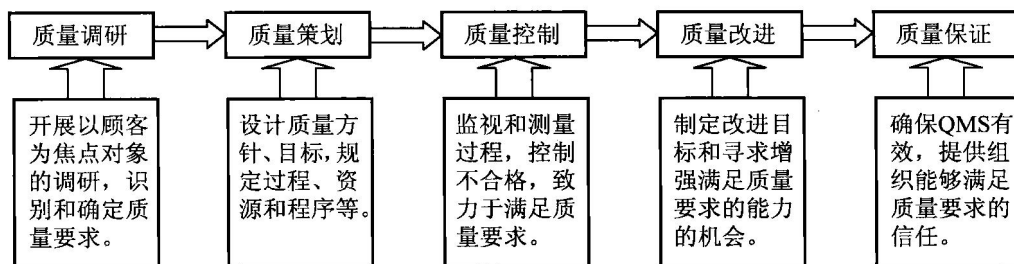 质量调研
质量策划
质量控制
质量改进
质量保证
开展以顾客
为焦点对象
的调研，识
别和确定质
量要求。
设计质量方
针、目标，规
定过程、资
源和程序等。
监视和测量
过程，控制
不合格，致
力于满足质
量要求。
制定改进目
标和寻求增
强满足质量
要求的能力
的机会。
确保QMS有
效，提供组
织能够满足
质量要求的
信任。